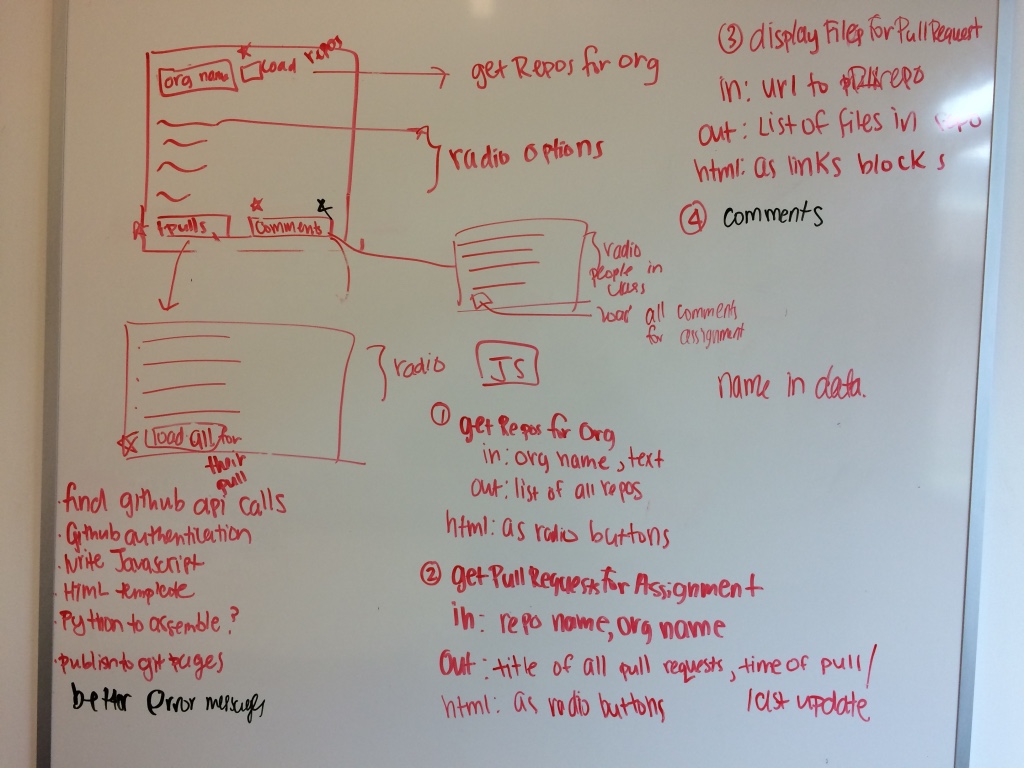 org name
load repos
get Repos for org
radio options
pulls
Comments
radio
people in
class
load all comments
for assignment
radio
load all for
their
pull
• find github api calls
• Github authentication
• Write Javascript
• HTML template
• Python to assemble?
• publish to git pages
better error messages
JS
① get Repos for Org
in: org name, text
out: list of all repos
html: as radio buttons
② get Pull Requests for Assignment
in: repo name, org name
out: title of all pull requests, time of pull/
last update
html: as radio buttons
③ display Files for Pull Request
in: url to repo
out: List of files in repo
html: as links blocks
④ comments
name in data.